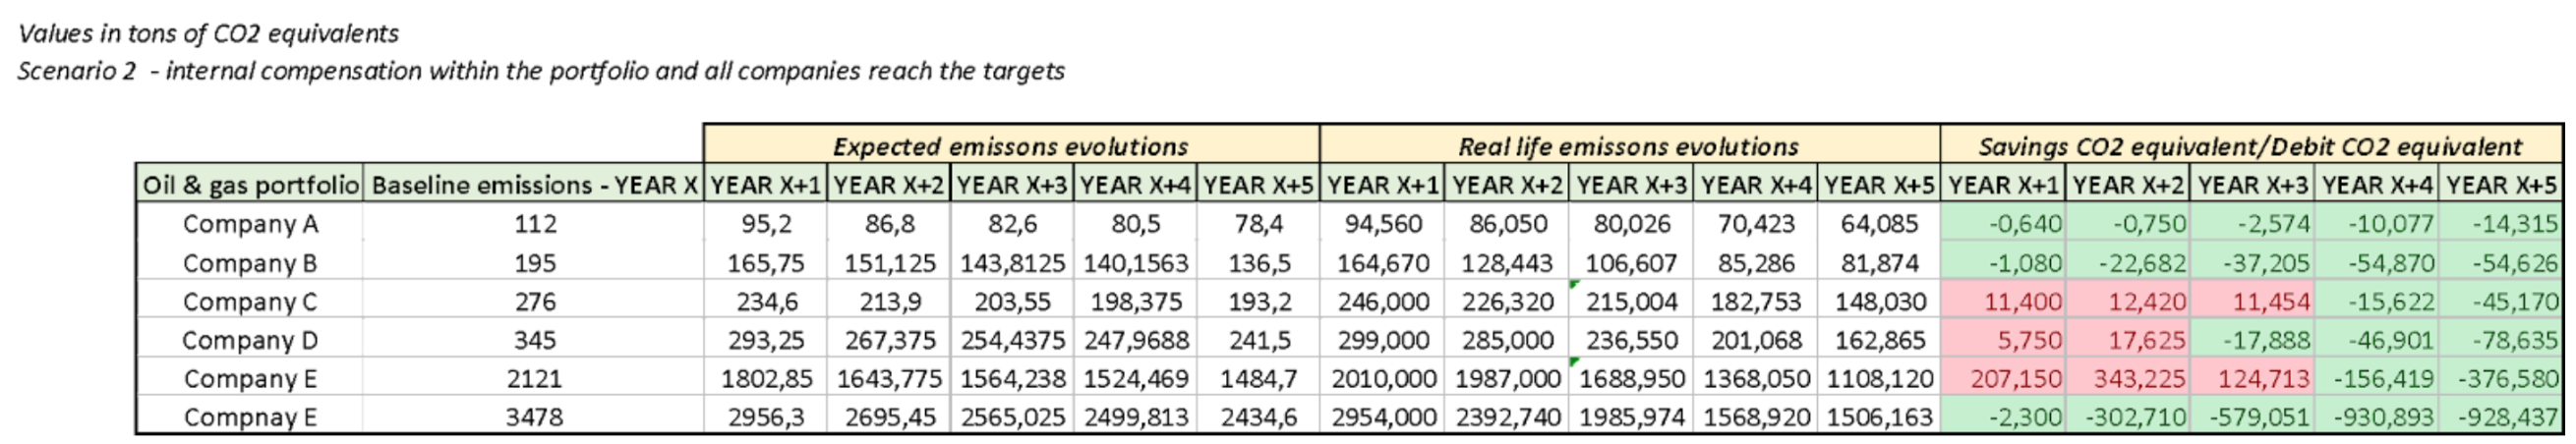 Values in tons of CO2 equivalents
Scenario 2 - internal compensation within the portfolio and all companies reach the targets
Expected emissons evolutions Real life emissons evolutions Savings CO2 equivalent/Debit CO2 equivalent
Oil & gas portfolio Baseline emissions - YEAR X YEAR X+1 YEAR X+2 YEAR X+3 YEAR X+4 YEAR X+5 YEAR X+1 YEAR X+2 YEAR X+3 YEAR X+4 YEAR X+5 YEAR X+1 YEAR X+2 YEAR X+3 YEAR X+4 YEAR X+5
Company A 112 95,2 86,8 82,6 80,5 78,4 94,560 86,050 80,026 70,423 64,085 -0,640 -0,750 -2,574 -10,077 -14,315
Company B 195 165,75 151,125 143,8125 140,1563 136,5 164,670 128,443 106,607 85,286 81,874 -1,080 -22,682 -37,205 -54,870 -54,626
Company C 276 234,6 213,9 203,55 198,375 193,2 246,000 226,320 215,004 182,753 148,030 11,400 12,420 11,454 -15,622 -45,170
Company D 345 293,25 267,375 254,4375 247,9688 241,5 299,000 285,000 236,550 201,068 162,865 5,750 17,625 -17,888 -46,901 -78,635
Company E 2121 1802,85 1643,775 1564,238 1524,469 1484,7 2010,000 1987,000 1688,950 1368,050 1108,120 207,150 343,225 124,713 -156,419 -376,580
Compnay E 3478 2956,3 2695,45 2565,025 2499,813 2434,6 2954,000 2392,740 1985,974 1568,920 1506,163 -2,300 -302,710 -579,051 -930,893 -928,437